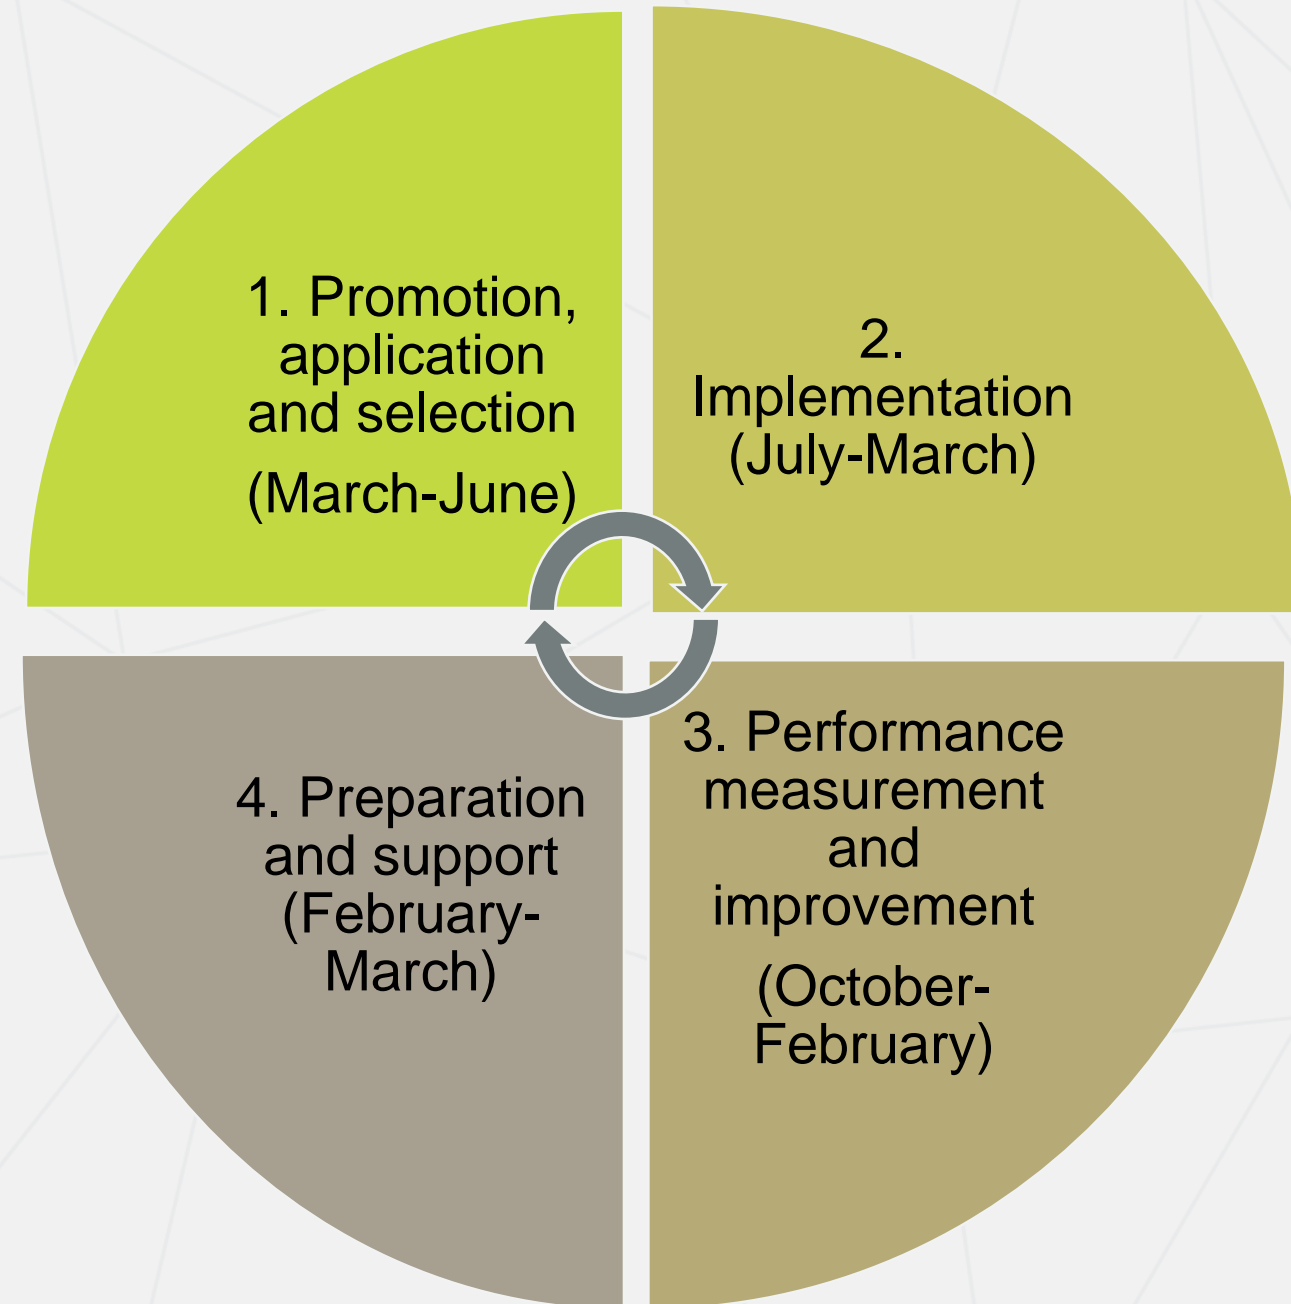 1. Promotion,
application
and selection
(March-June)
2.
Implementation
(July-March)
3. Performance
measurement
and
improvement
(October-
February)
4. Preparation
and support
(February-
March)